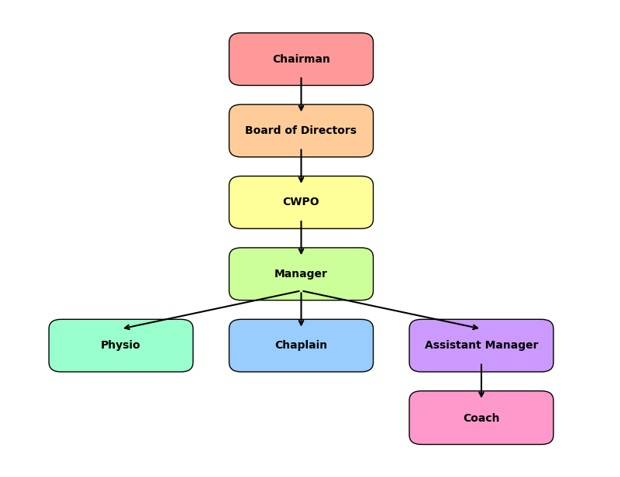 Chairman
Board of Directors
CWPO
Manager
Physio
Chaplain
Assistant Manager
Coach